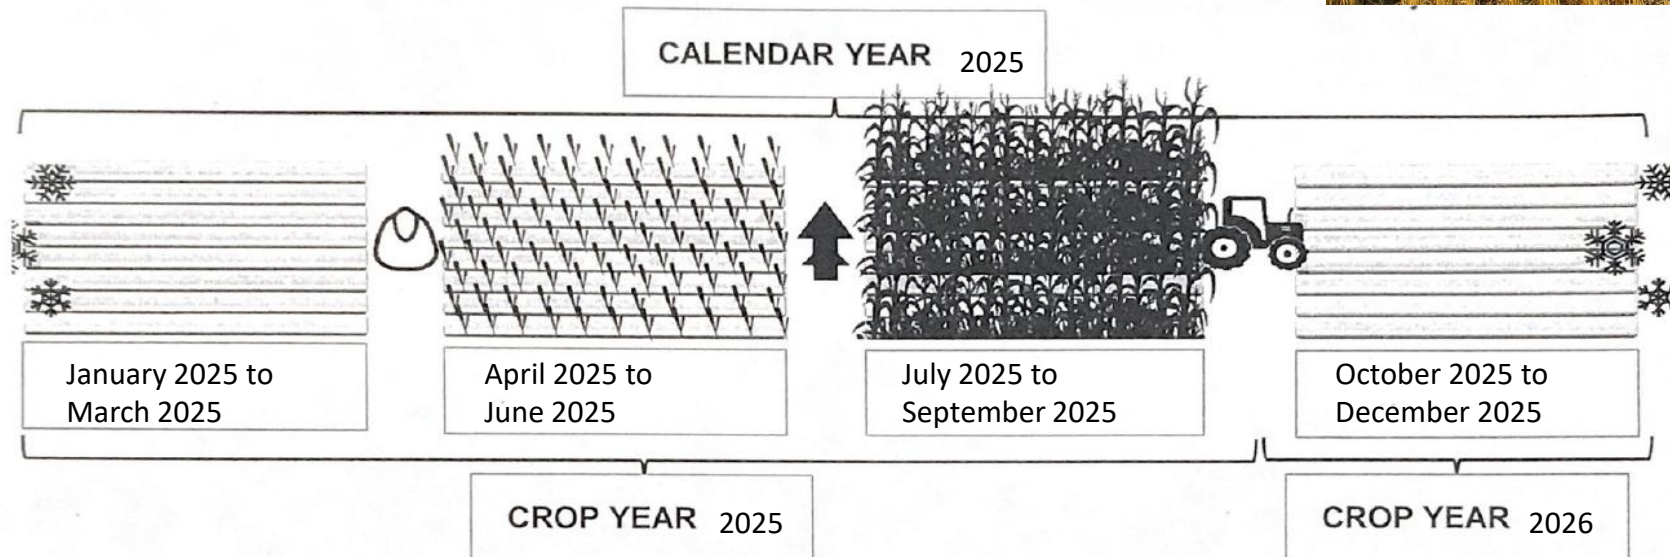 CALENDAR YEAR 2025
January 2025 to
March 2025
April 2025 to
June 2025
July 2025 to
September 2025
October 2025 to
December 2025
CROP YEAR 2025
CROP YEAR 2026